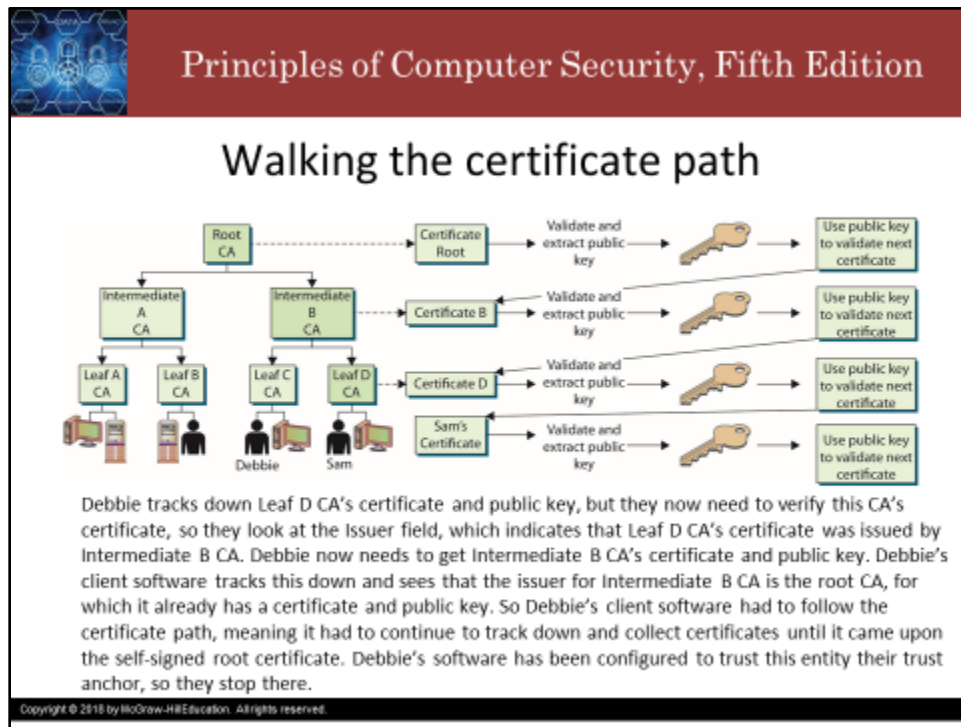 Principles of Computer Security, Fifth Edition
Walking the certificate path
Root
CA
Certificate
Root
Validate and
extract public
key
Use public key
to validate next
certificate
Intermediate
A
CA
Intermediate
B
CA
Certificate B
Validate and
extract public
key
Use public key
to validate next
certificate
Leaf A
CA
Leaf B
CA
Leaf C
CA
Leaf D
CA
Certificate D
Validate and
extract public
key
Use public key
to validate next
certificate
Debbie
Sam
Sam's
Certificate
Validate and
extract public
key
Use public key
to validate next
certificate
Debbie tracks down Leaf D CA's certificate and public key, but they now need to verify this CA's
certificate, so they look at the Issuer field, which indicates that Leaf D CA's certificate was issued by
Intermediate B CA. Debbie now needs to get Intermediate B CA's certificate and public key. Debbie's
client software tracks this down and sees that the issuer for Intermediate B CA is the root CA, for
which it already has a certificate and public key. So Debbie's client software had to follow the
certificate path, meaning it had to continue to track down and collect certificates until it came upon
the self-signed root certificate. Debbie's software has been configured to trust this entity their trust
anchor, so they stop there.
Copyright © 2018 by McGraw-Hill Education. All rights reserved.